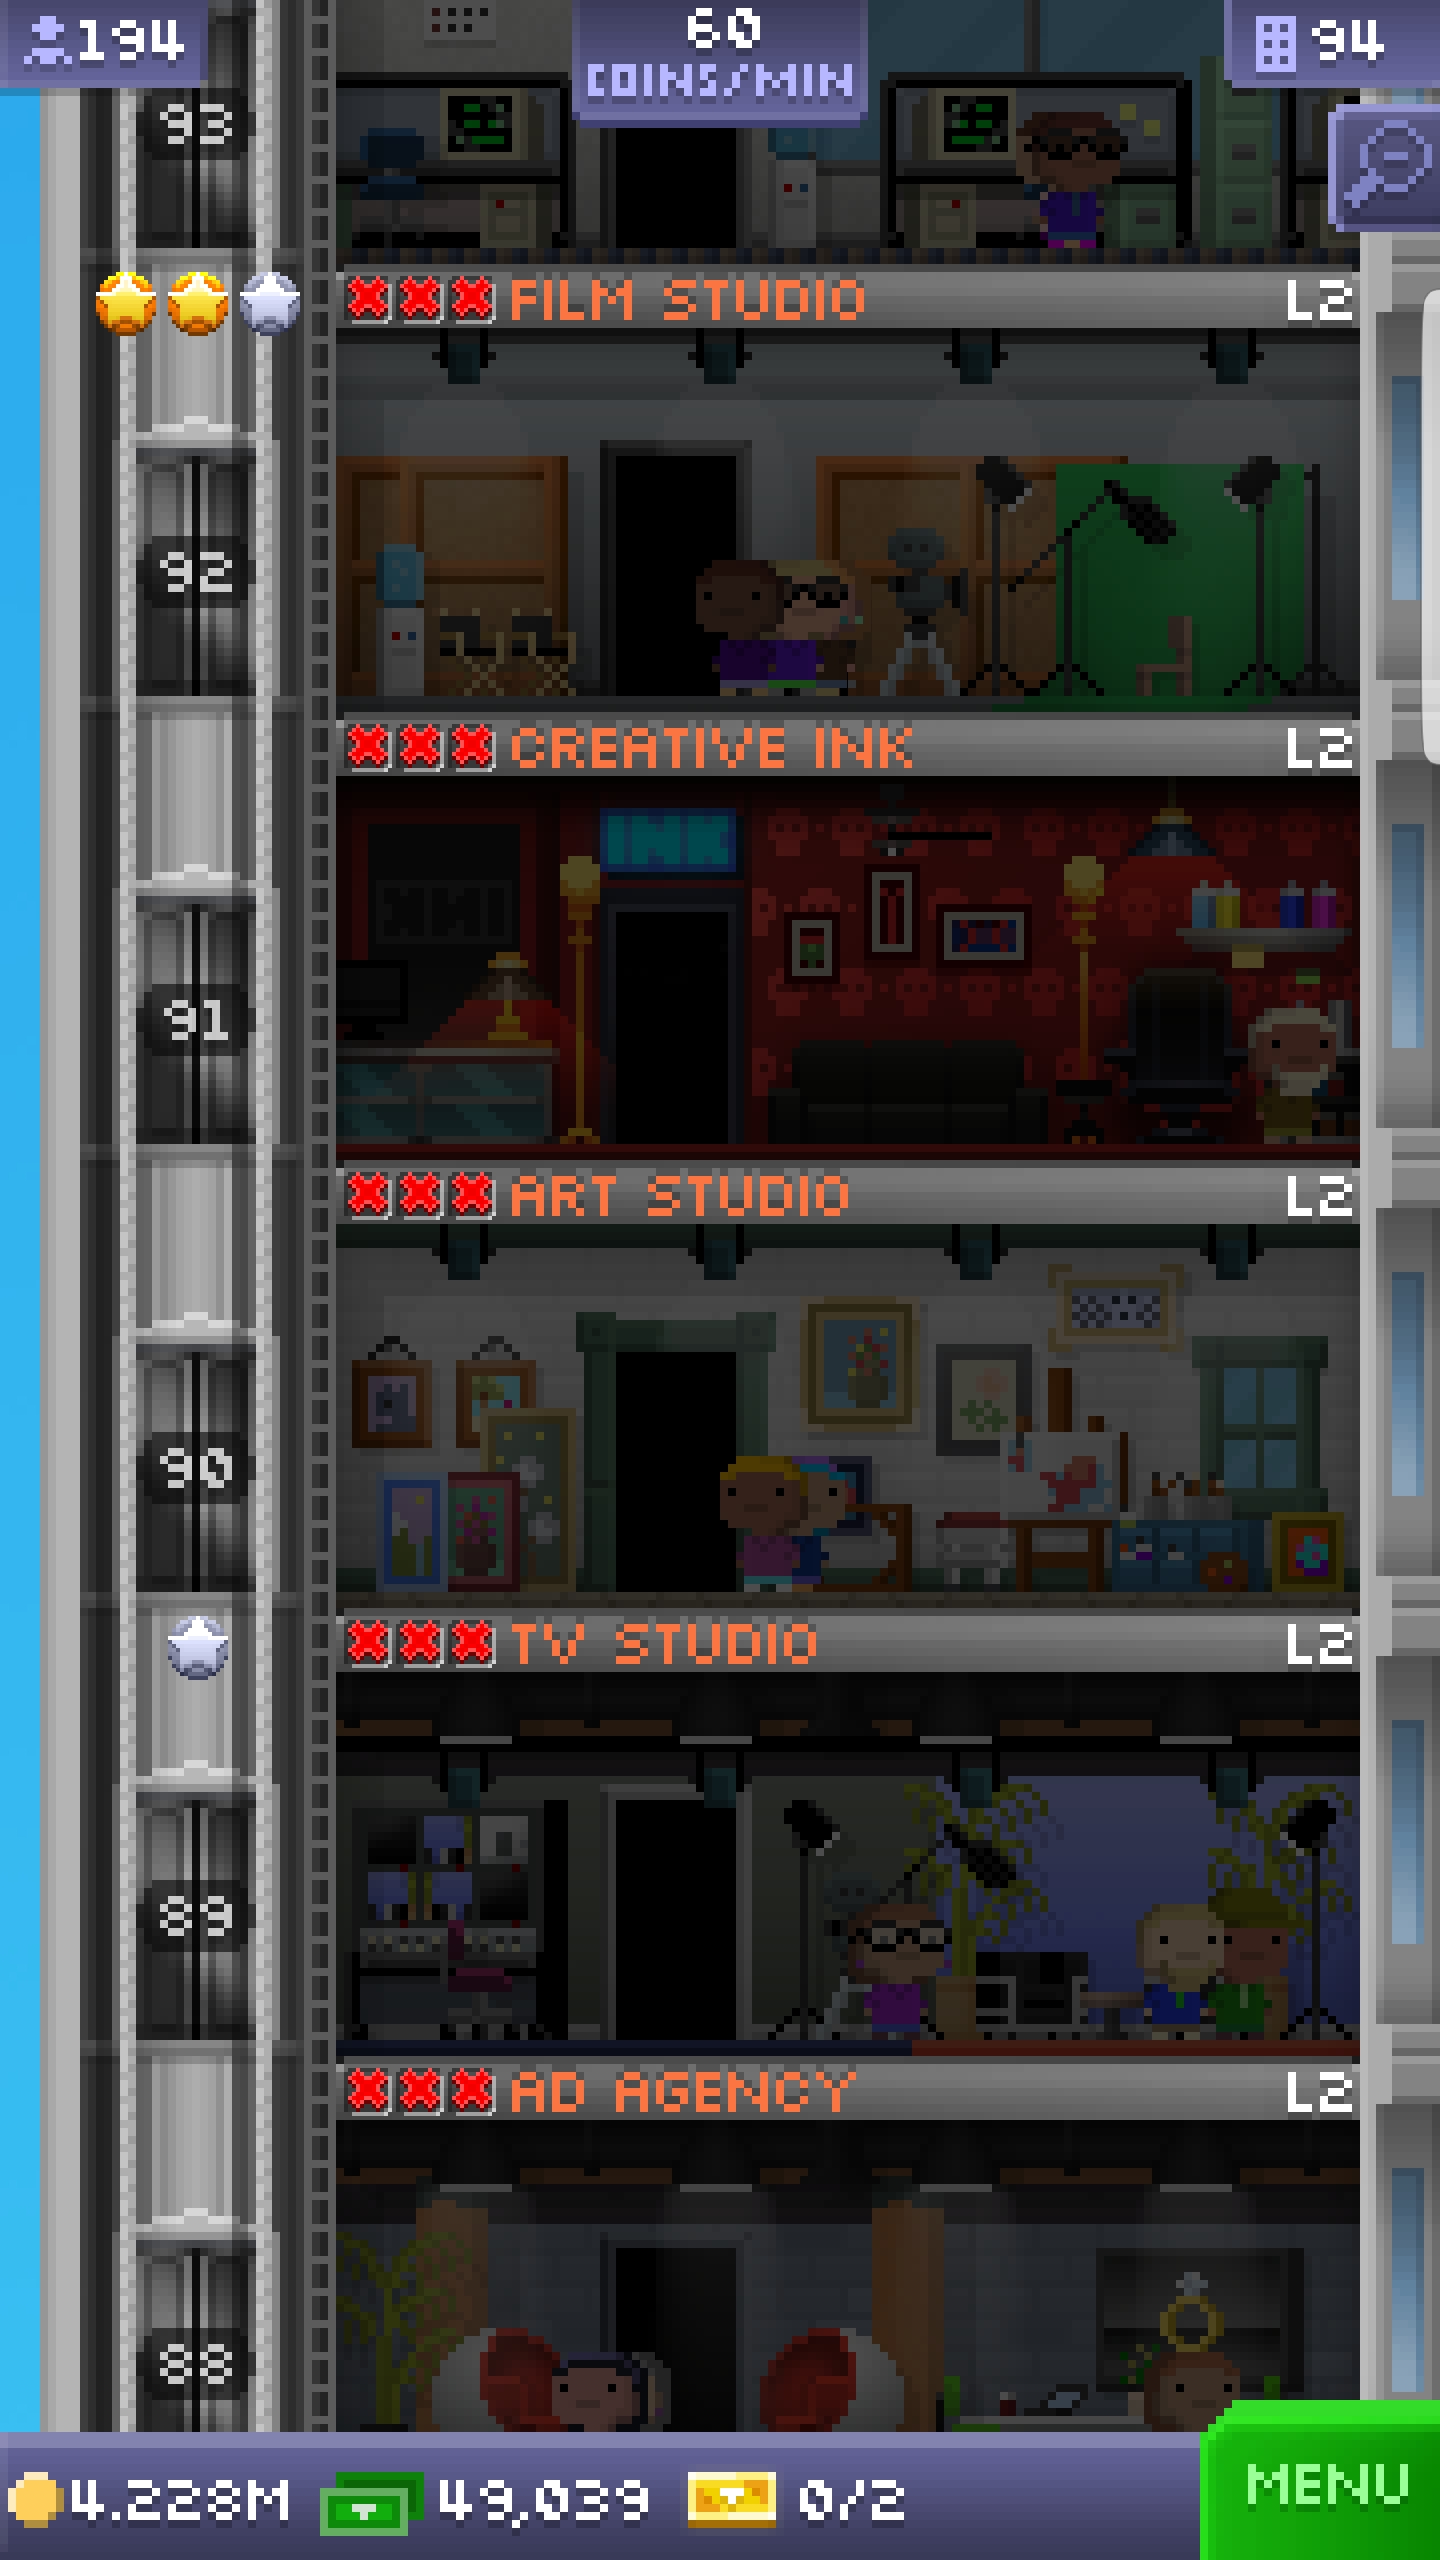 194
60
COINS/MIN
94
93
FILM STUDIO
L2
92
CREATIVE INK
L2
INK
91
ART STUDIO
L2
90
TV STUDIO
L2
89
AD AGENCY
L2
88
4.228M
49,039
0/2
MENU